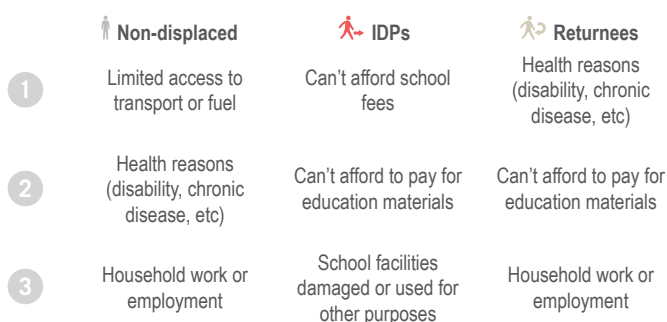 Non-displaced IDPs Returnees
1
Limited access to
transport or fuel
Can’t afford school
fees
Health reasons
(disability, chronic
disease, etc)
2
Health reasons
(disability, chronic
disease, etc)
Can’t afford to pay for
education materials
Can’t afford to pay for
education materials
3
Household work or
employment
School facilities
damaged or used for
other purposes
Household work or
employment